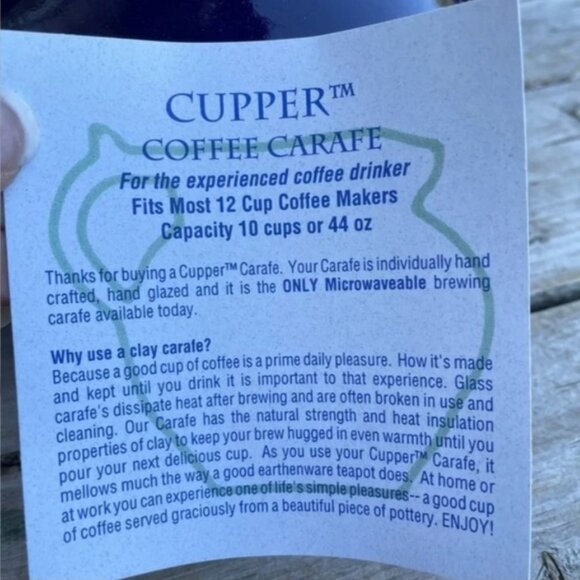 CUPPER™
COFFEE CARAFE
For the experienced coffee drinker
Fits Most 12 Cup Coffee Makers
Capacity 10 cups or 44 oz
Thanks for buying a Cupper™ Carafe. Your Carafe is individually hand
crafted, hand glazed and it is the ONLY Microwaveable brewing
carafe available today.
Why use a clay carafe?
Because a good cup of coffee is a prime daily pleasure. How it's made
and kept until you drink it is important to that experience. Glass
carafe's dissipate heat after brewing and are often broken in use and
cleaning. Our Carafe has the natural strength and heat insulation
properties of clay to keep your brew hugged in even warmth until you
pour your next delicious cup. As you use your Cupper™ Carafe, it
mellows much the way a good earthenware teapot does. At home or
at work you can experience one of life's simple pleasures-- a good cup
of coffee served graciously from a beautiful piece of pottery. ENJOY!